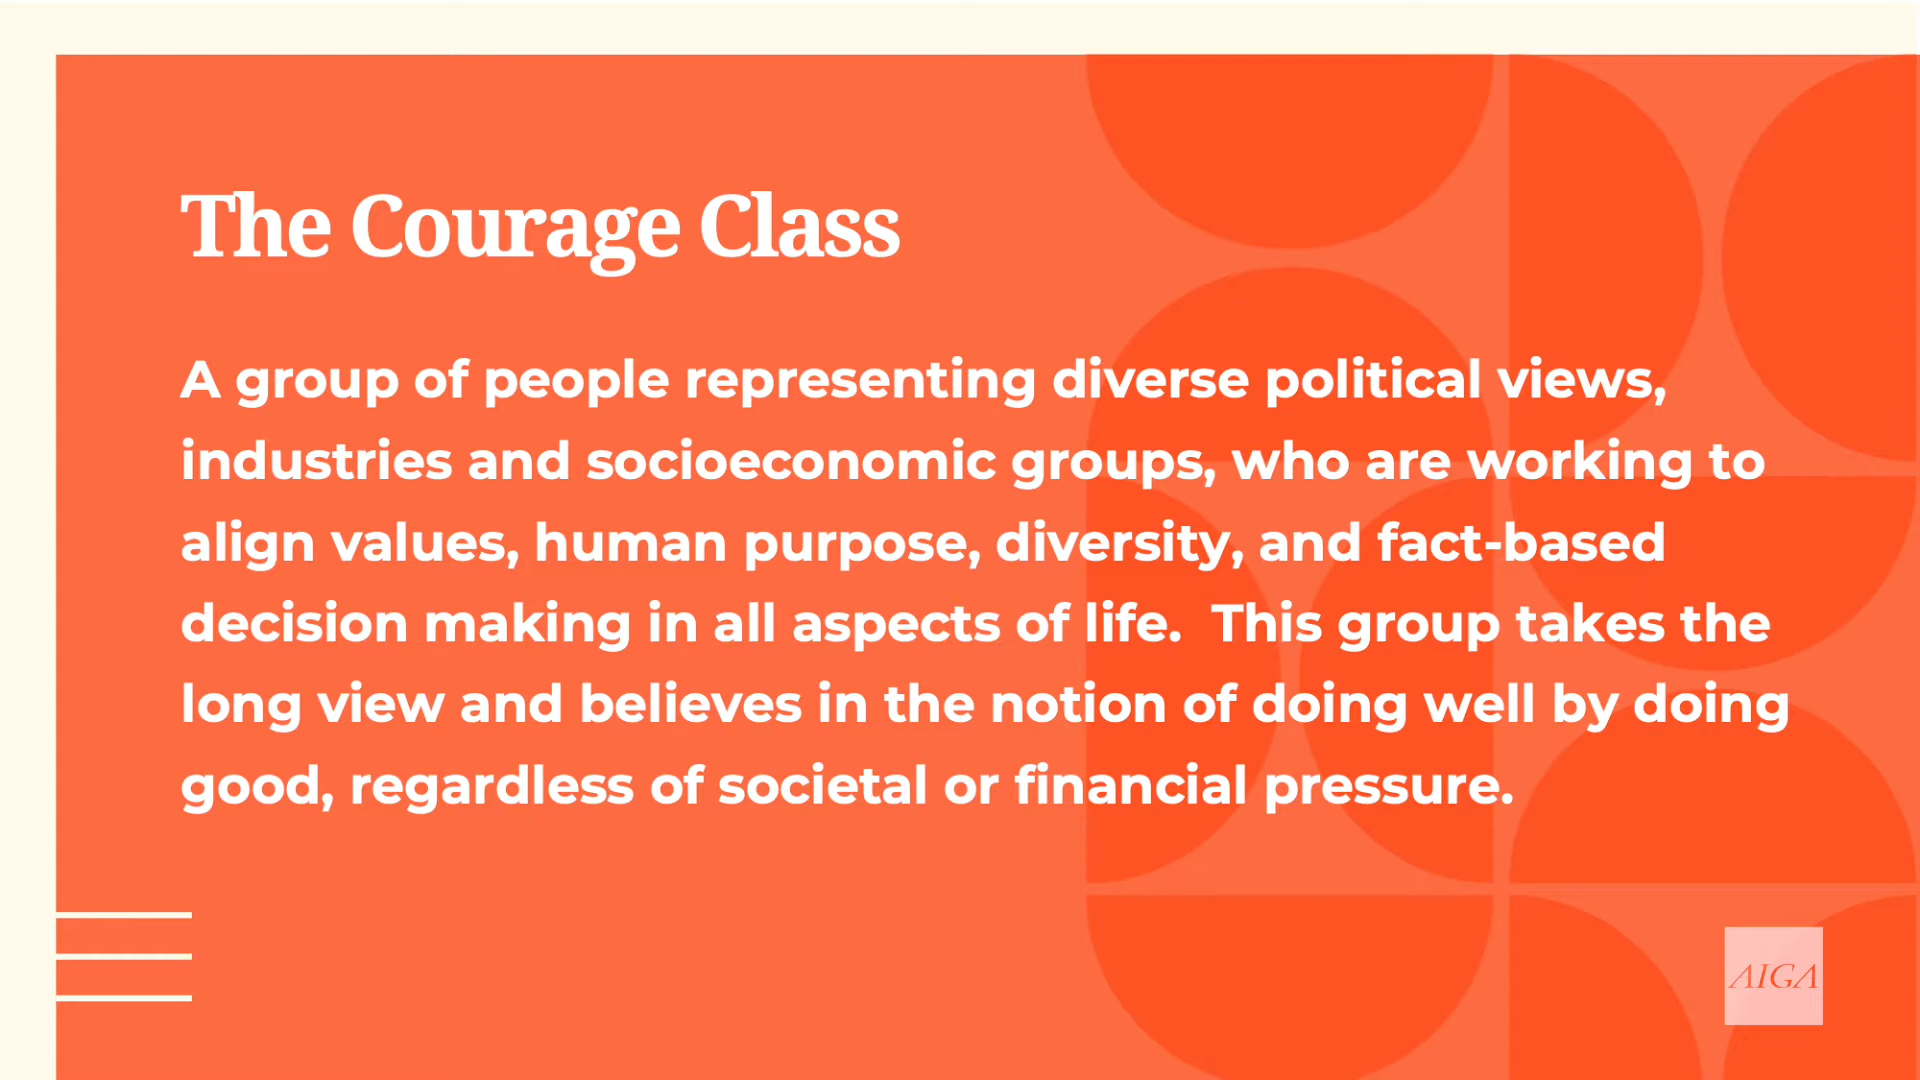 The Courage Class
A group of people representing diverse political views,
industries and socioeconomic groups, who are working to
align values, human purpose, diversity, and fact-based
decision making in all aspects of life.  This group takes the
long view and believes in the notion of doing well by doing
good, regardless of societal or financial pressure.
AIGA